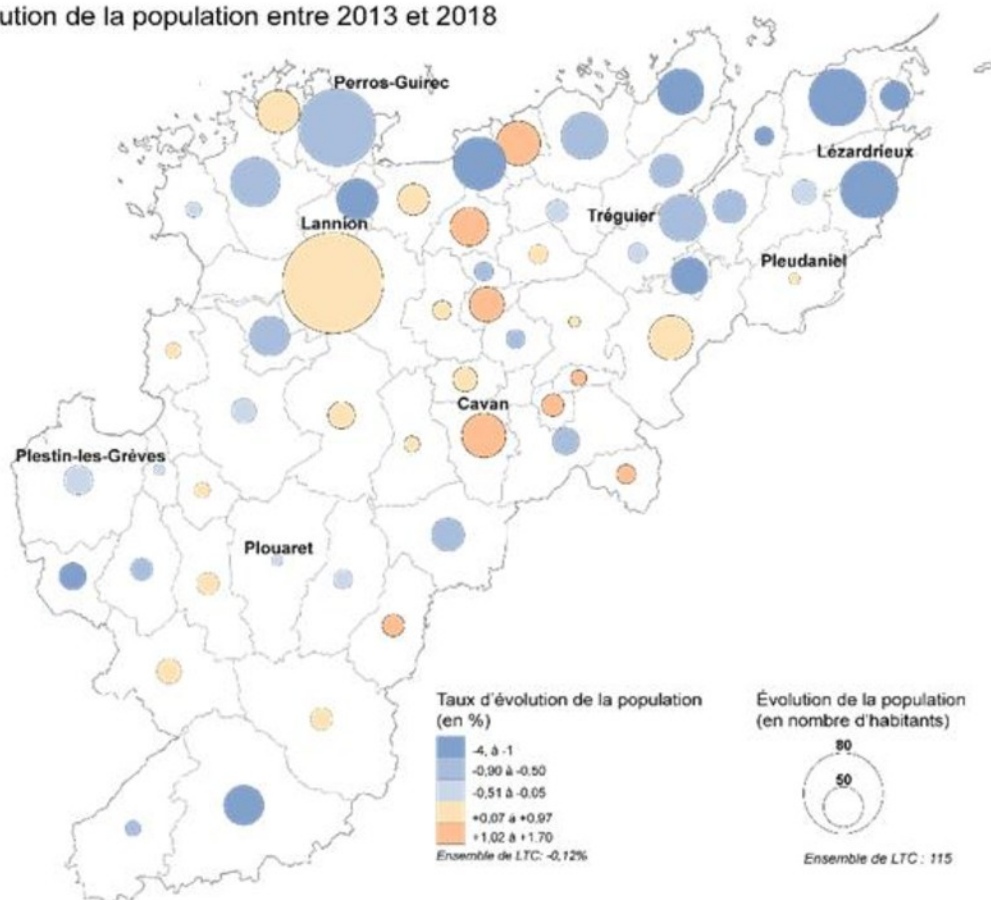 ution de la population entre 2013 et 2018
Perros-Guirec
Lézardrieux
Tréguier
Lannion
Pleudaniel
Cavan
Plestin-les-Grèves
Plouaret
Taux d'évolution de la population
(en %)
-4, à -1
-0,90 à -0.50
-0,51 à -0.05
+0,07 à +0,97
+1,02 à +1.70
Ensemble de LTC: -0,12%
Évolution de la population
(en nombre d'habitants)
80
50
Ensemble de LTC : 115